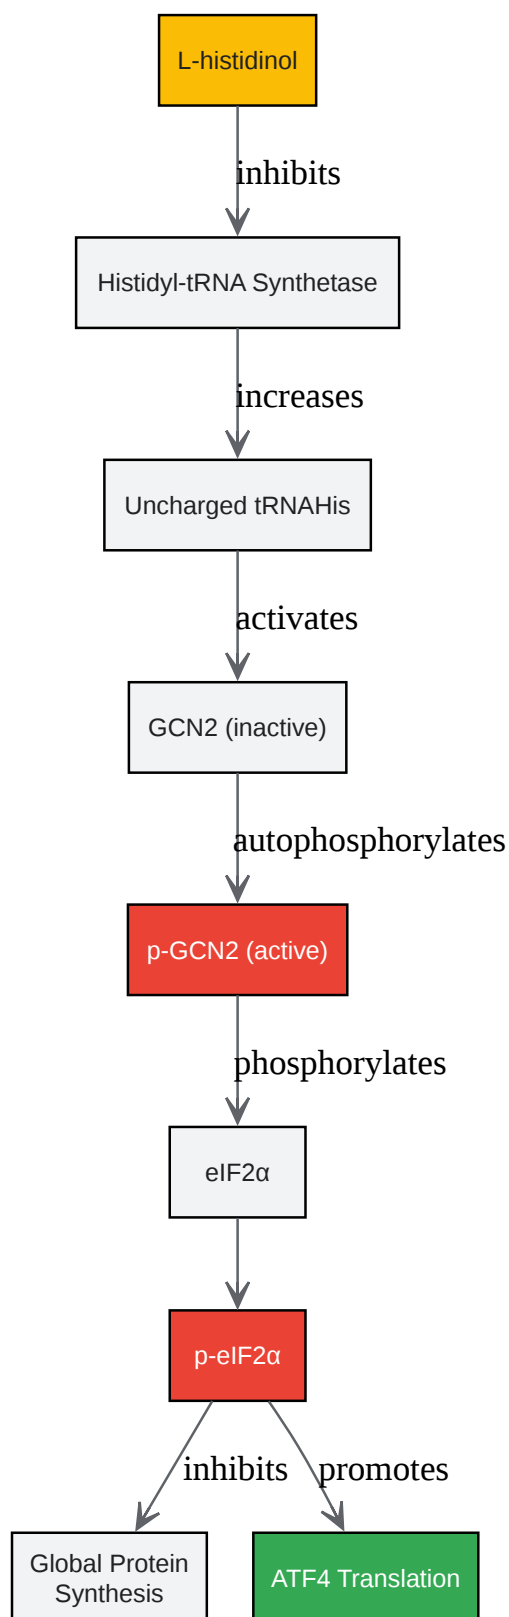 L-histidinol
inhibits
Histidyl-tRNA Synthetase
increases
Uncharged tRNAHis
activates
GCN2 (inactive)
autophosphorylates
p-GCN2 (active)
phosphorylates
eIF2α
p-eIF2α
inhibits
promotes
Global Protein
Synthesis
ATF4 Translation